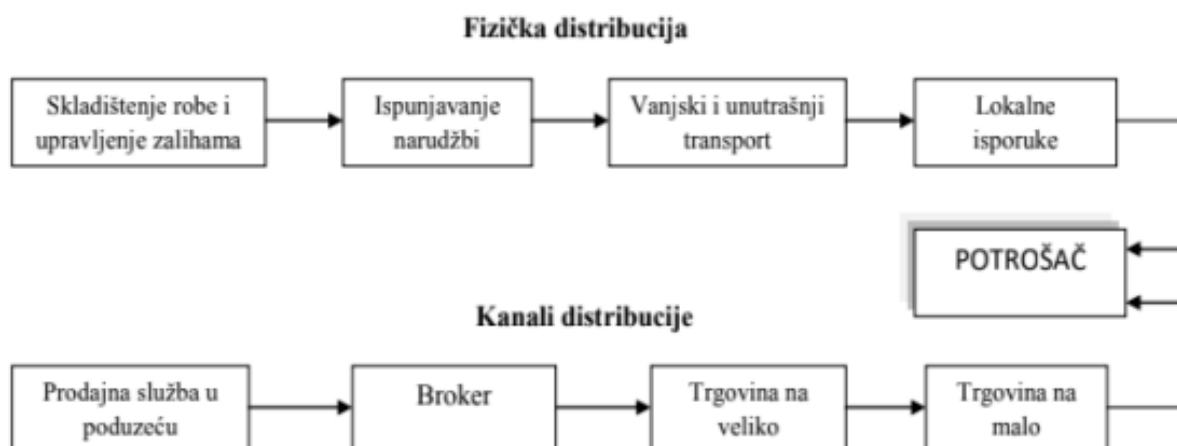 Fizička distribucija
Skladištenje robe i
upravljenje zalihama
Ispunjavanje
narudžbi
Vanjski i unutrašnji
transport
Lokalne
isporuke
POTROŠAČ
Kanali distribucije
Prodajna služba u
poduzeću
Broker
Trgovina na
veliko
Trgovina na
malo